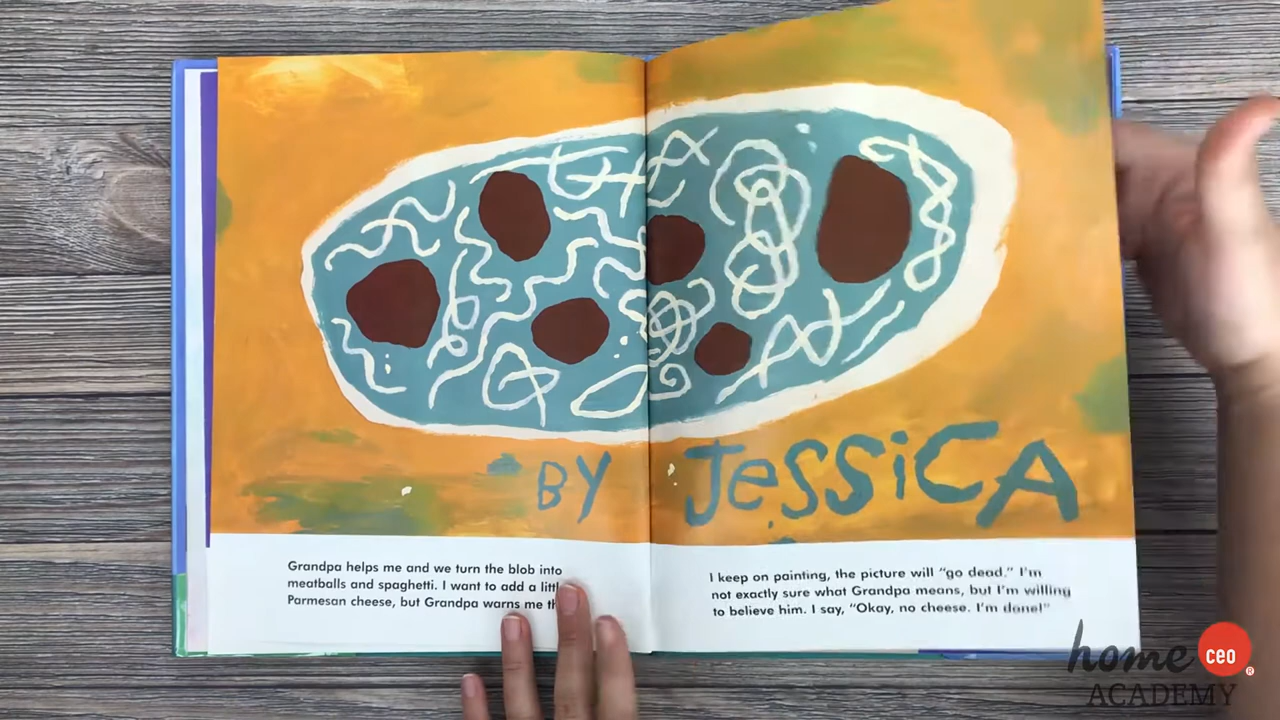 BY JESSiCA
Grandpa helps me and we turn the blob into
meatballs and spaghetti. I want to add a
Parmesan cheese, but Grandpa warns me
I keep on painting, the picture will “go dead.” I’m
not exactly sure what Grandpa means, but I’m willing
to believe him. I say, “Okay, no cheese. I’m done!”
home CEO
ACADEMY